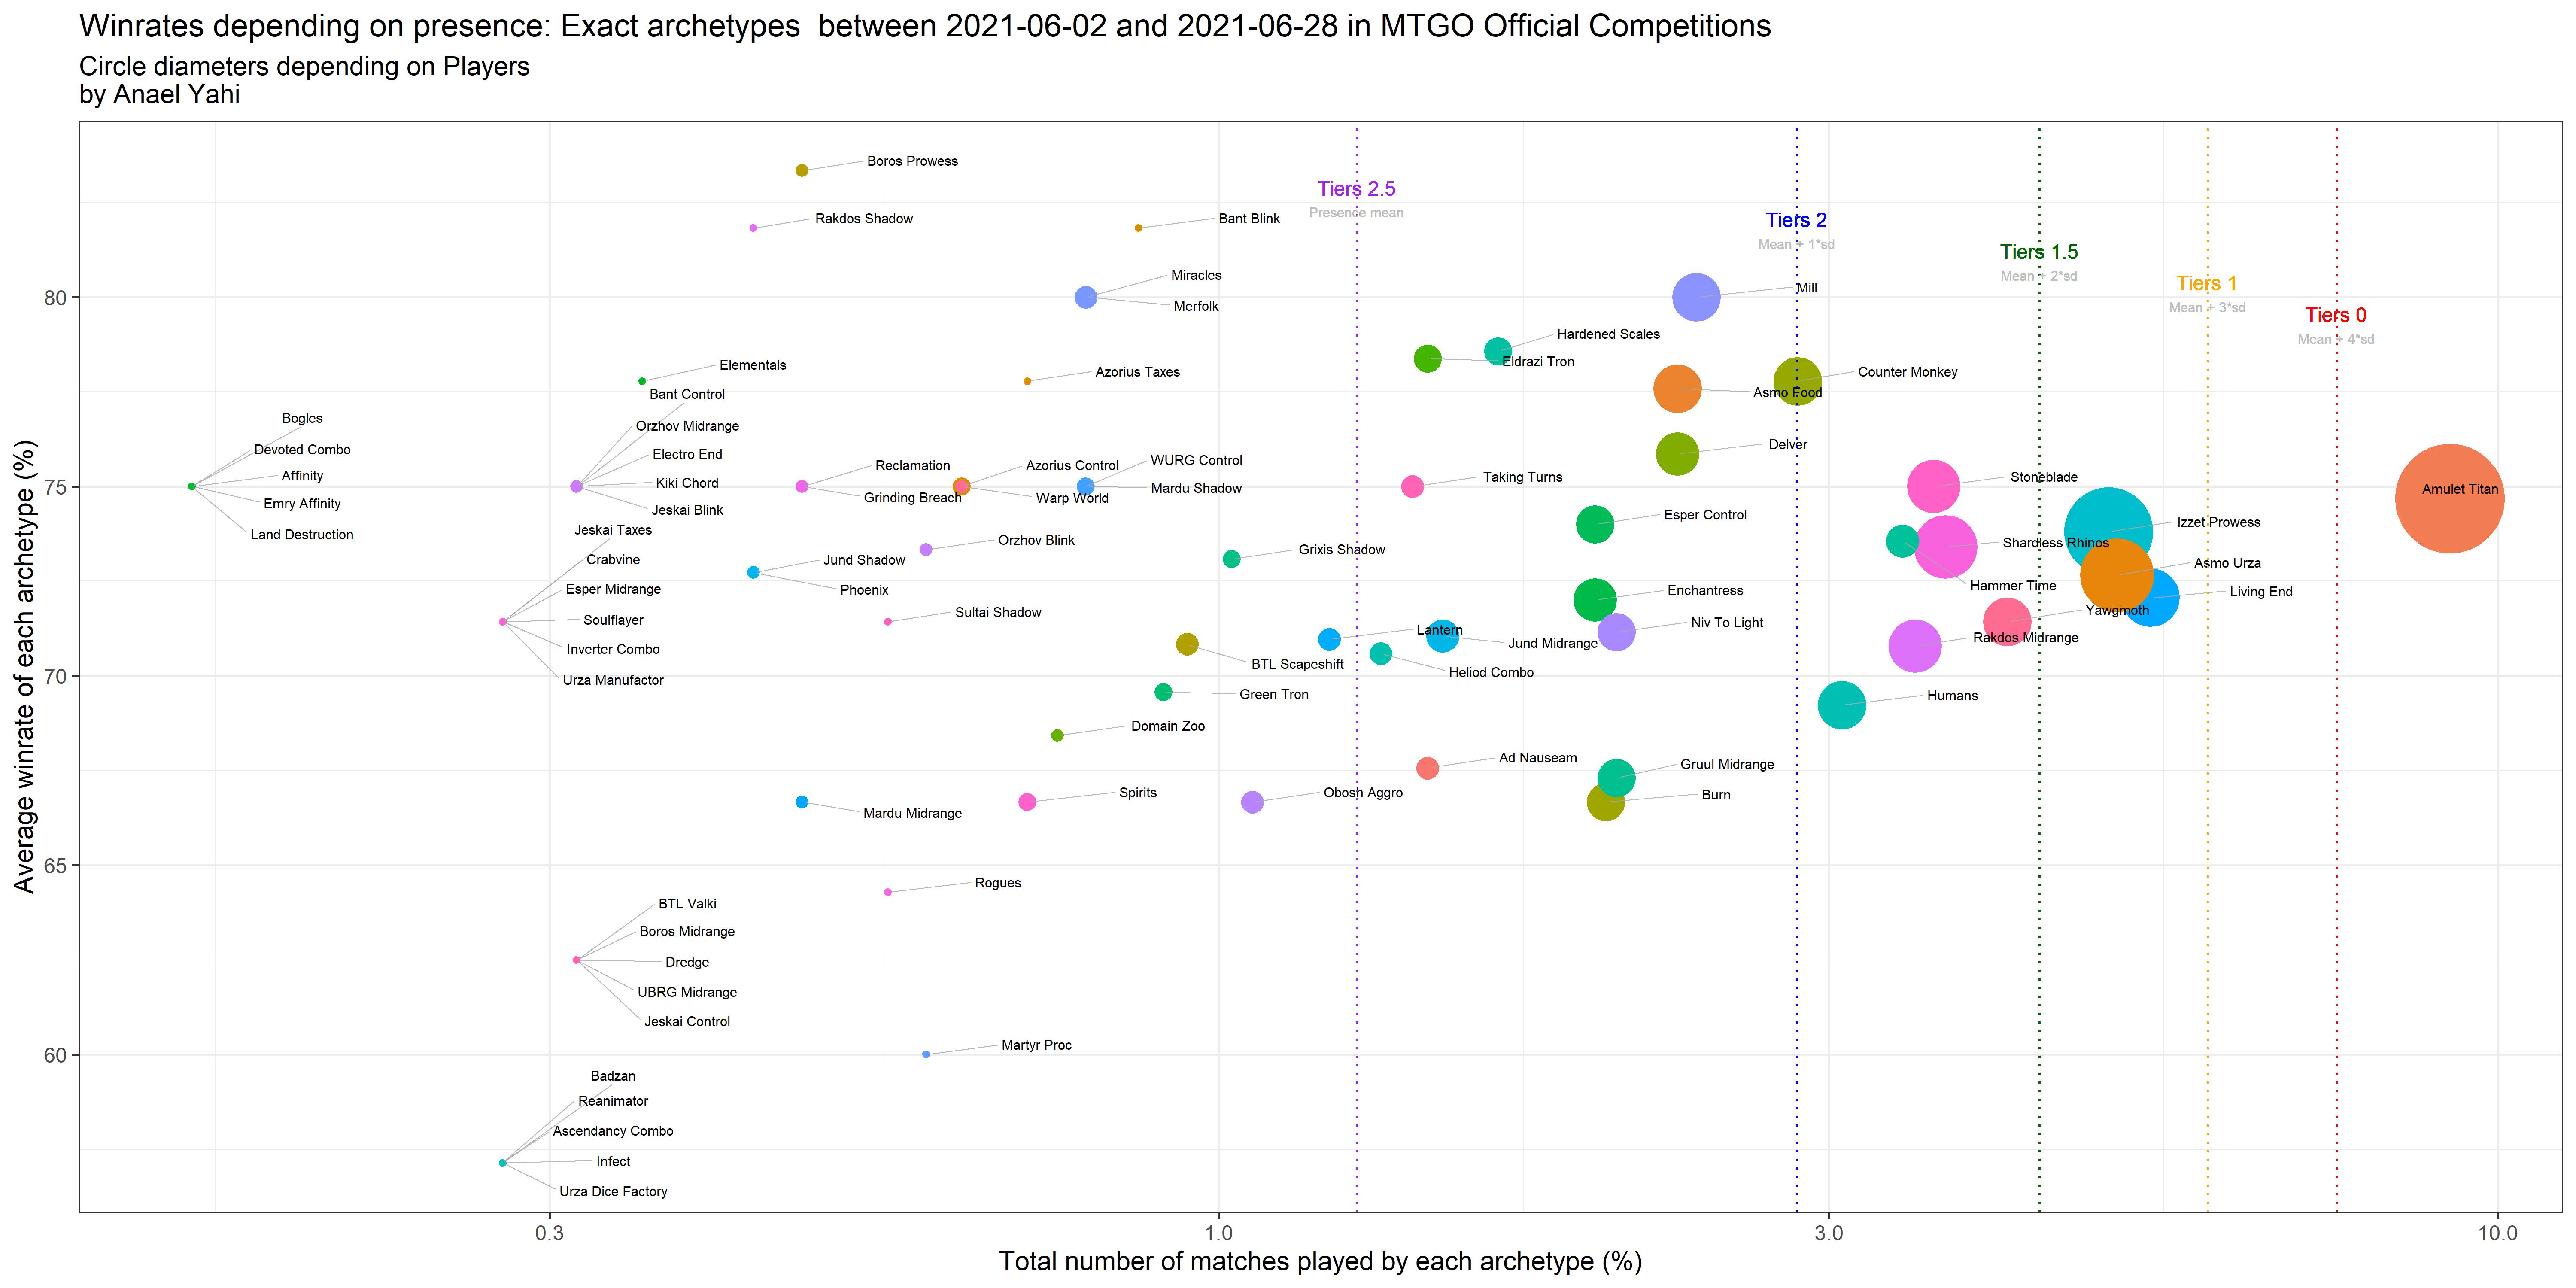 Winrates depending on presence: Exact archetypes  between 2021-06-02 and 2021-06-28 in MTGO Official Competitions
Circle diameters depending on Players
by Anael Yahi
Boros Prowess
Tiers 2.5
Presence mean
Rakdos Shadow
Bant Blink
Tiers 2
Mean + 1*sd
Tiers 1.5
Mean + 2*sd
Tiers 1
Mean + 3*sd
Tiers 0
Mean + 4*sd
Miracles
Merfolk
Mill
Hardened Scales
Eldrazi Tron
Elementals
Azorius Taxes
Counter Monkey
Asmo Food
Bant Control
Bogles
Orzhov Midrange
Devoted Combo
Electro End
Delver
Affinity
Kiki Chord
Reclamation
Azorius Control
WURG Control
Taking Turns
Stoneblade
Amulet Titan
Emry Affinity
Jeskai Blink
Grinding Breach
Warp World
Mardu Shadow
Esper Control
Izzet Prowess
Land Destruction
Jeskai Taxes
Orzhov Blink
Grixis Shadow
Shardless Rhinos
Crabvine
Jund Shadow
Asmo Urza
Hammer Time
Esper Midrange
Phoenix
Enchantress
Living End
Soulflayer
Sultai Shadow
Niv To Light
Yawgmoth
Lantern
Inverter Combo
Jund Midrange
Rakdos Midrange
BTL Scapeshift
Heliod Combo
Urza Manufactor
Green Tron
Humans
Domain Zoo
Ad Nauseam
Gruul Midrange
Mardu Midrange
Spirits
Obosh Aggro
Burn
Rogues
BTL Valki
Boros Midrange
Dredge
UBRG Midrange
Jeskai Control
Martyr Proc
Badzan
Reanimator
Ascendancy Combo
Infect
Urza Dice Factory
80
75
70
65
60
Average winrate of each archetype (%)
0.3
1.0
3.0
10.0
Total number of matches played by each archetype (%)